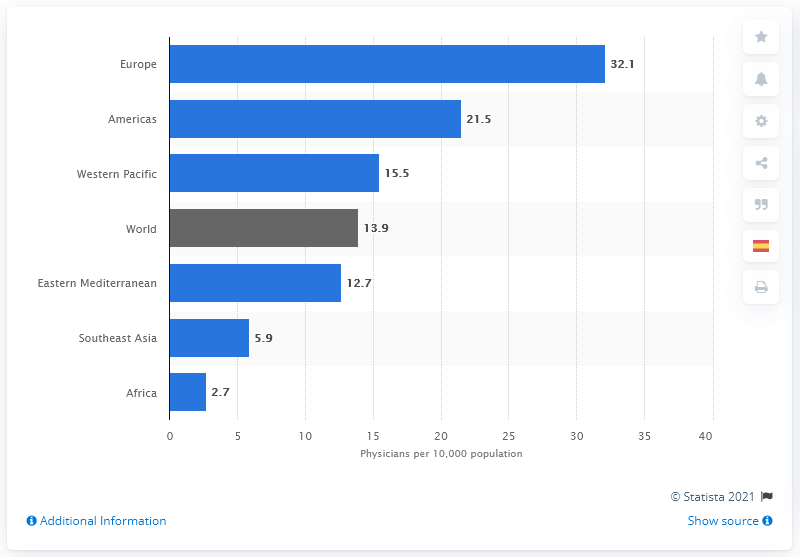 Europe 32.1
Americas 21.5
Western Pacific 15.5
World 13.9
Eastern Mediterranean 12.7
Southeast Asia 5.9
Africa 2.7
0 5 10 15 20 25 30 35 40
Physicians per 10,000 population
© Statista 2021
Additional Information Show source